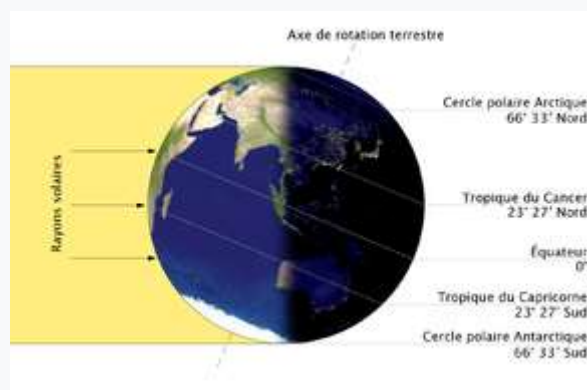 Axe de rotation terrestre
Cercle polaire Arctique
66° 33' Nord
Rayons solaires
Tropique du Cancer
23° 27' Nord
Équateur
0°
Tropique du Capricorne
23° 27' Sud
Cercle polaire Antarctique
66° 33' Sud